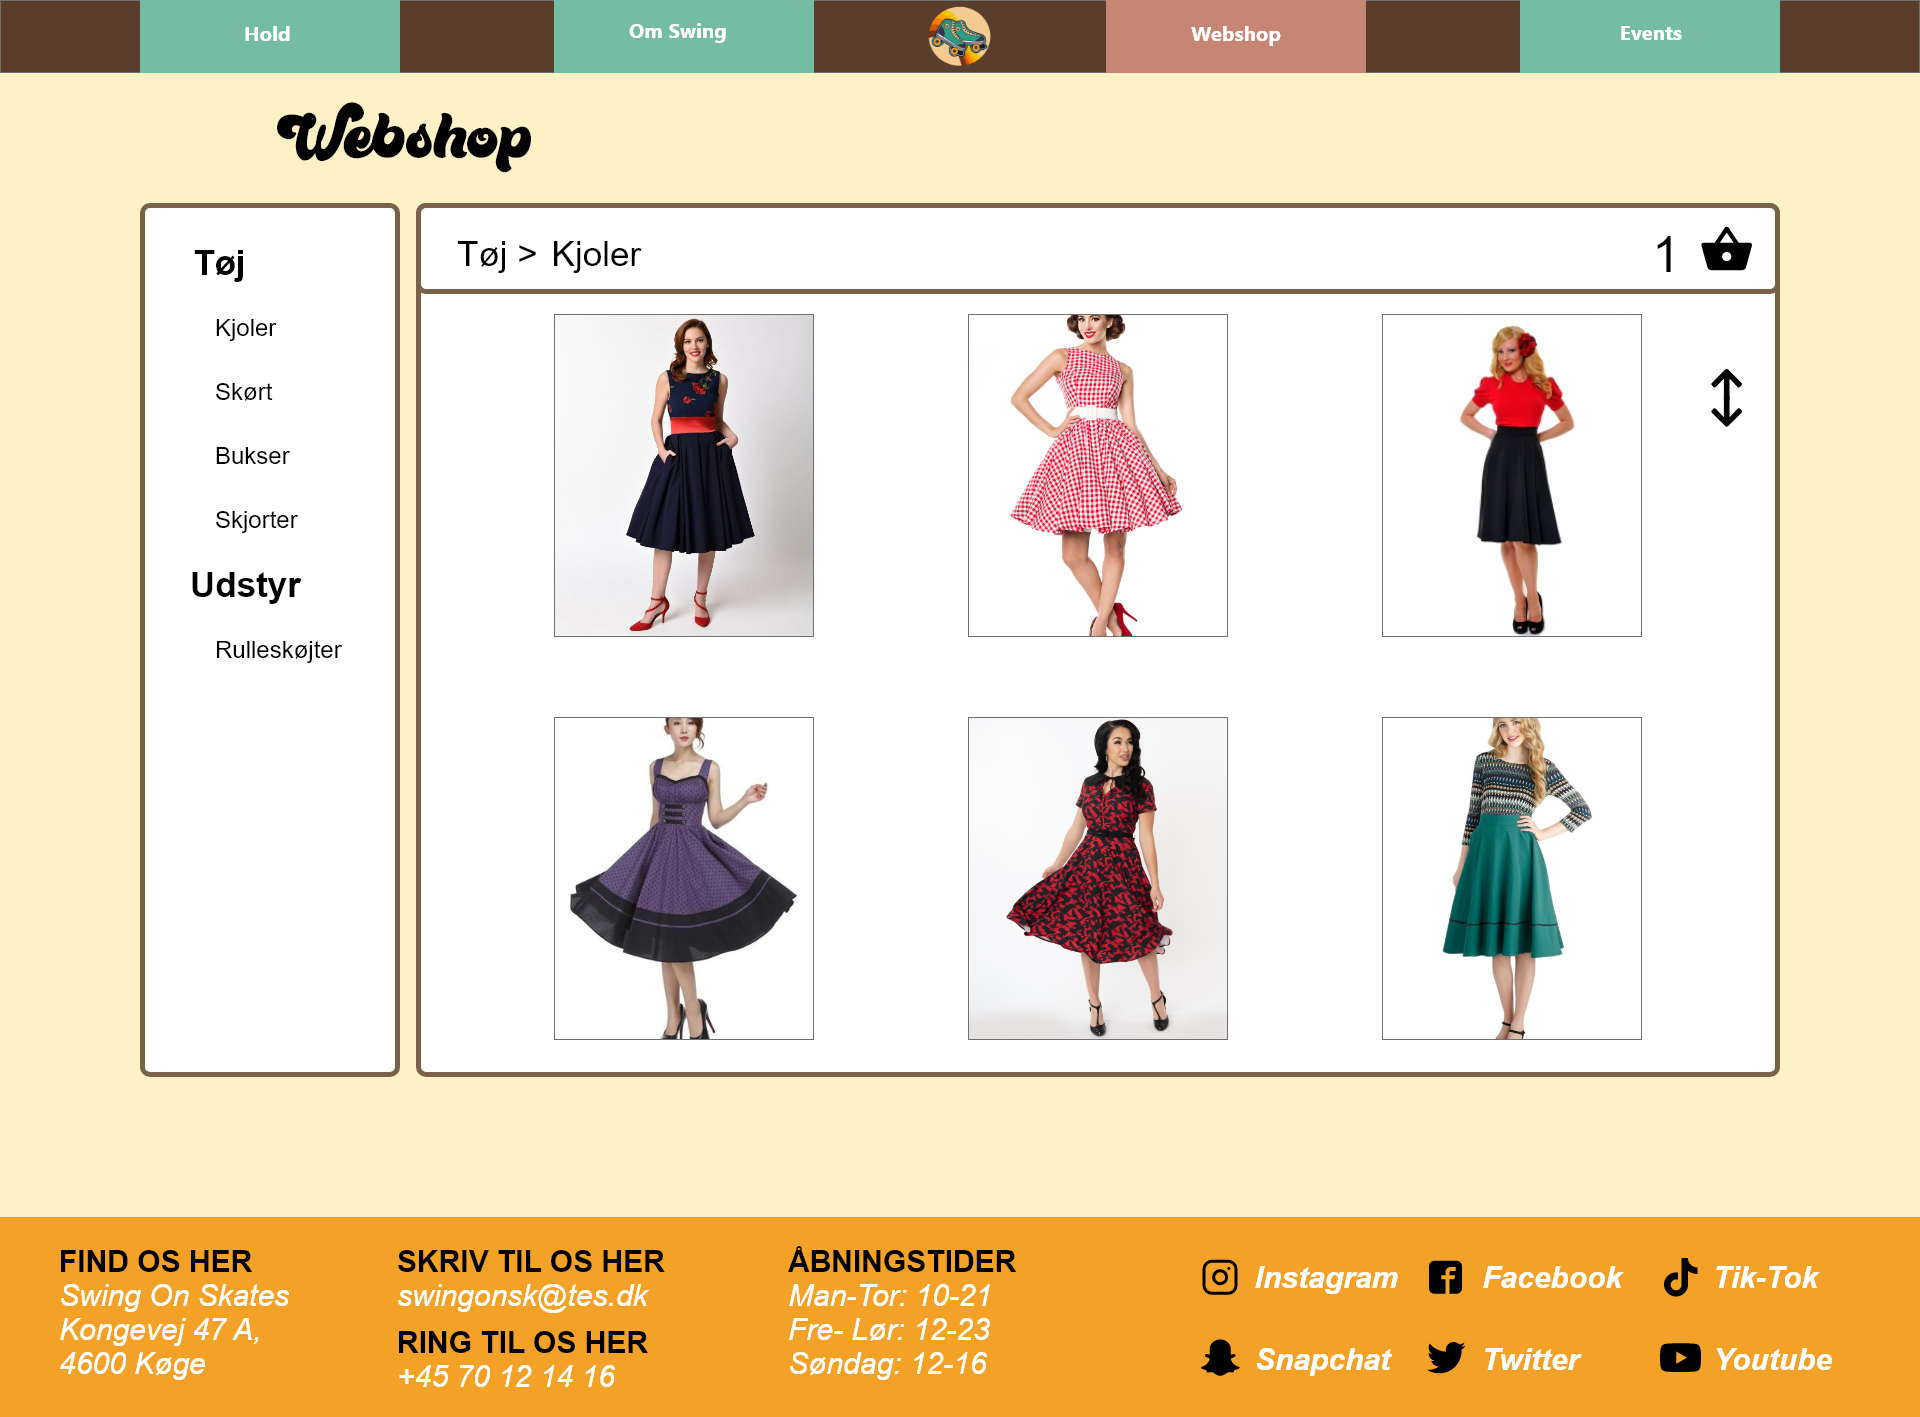 Hold
Om Swing
Webshop
Events
Webshop
Tøj
Kjoler
Skørt
Bukser
Skjorter
Udstyr
Rulleskøjter
Tøj > Kjoler
1
FIND OS HER
Swing On Skates
Kongevej 47 A,
4600 Køge
SKRIV TIL OS HER
swingonsk@tes.dk
RING TIL OS HER
+45 70 12 14 16
ÅBNINGSTIDER
Man-Tor: 10-21
Fre- Lør: 12-23
Søndag: 12-16
Instagram
Facebook
Tik-Tok
Snapchat
Twitter
Youtube